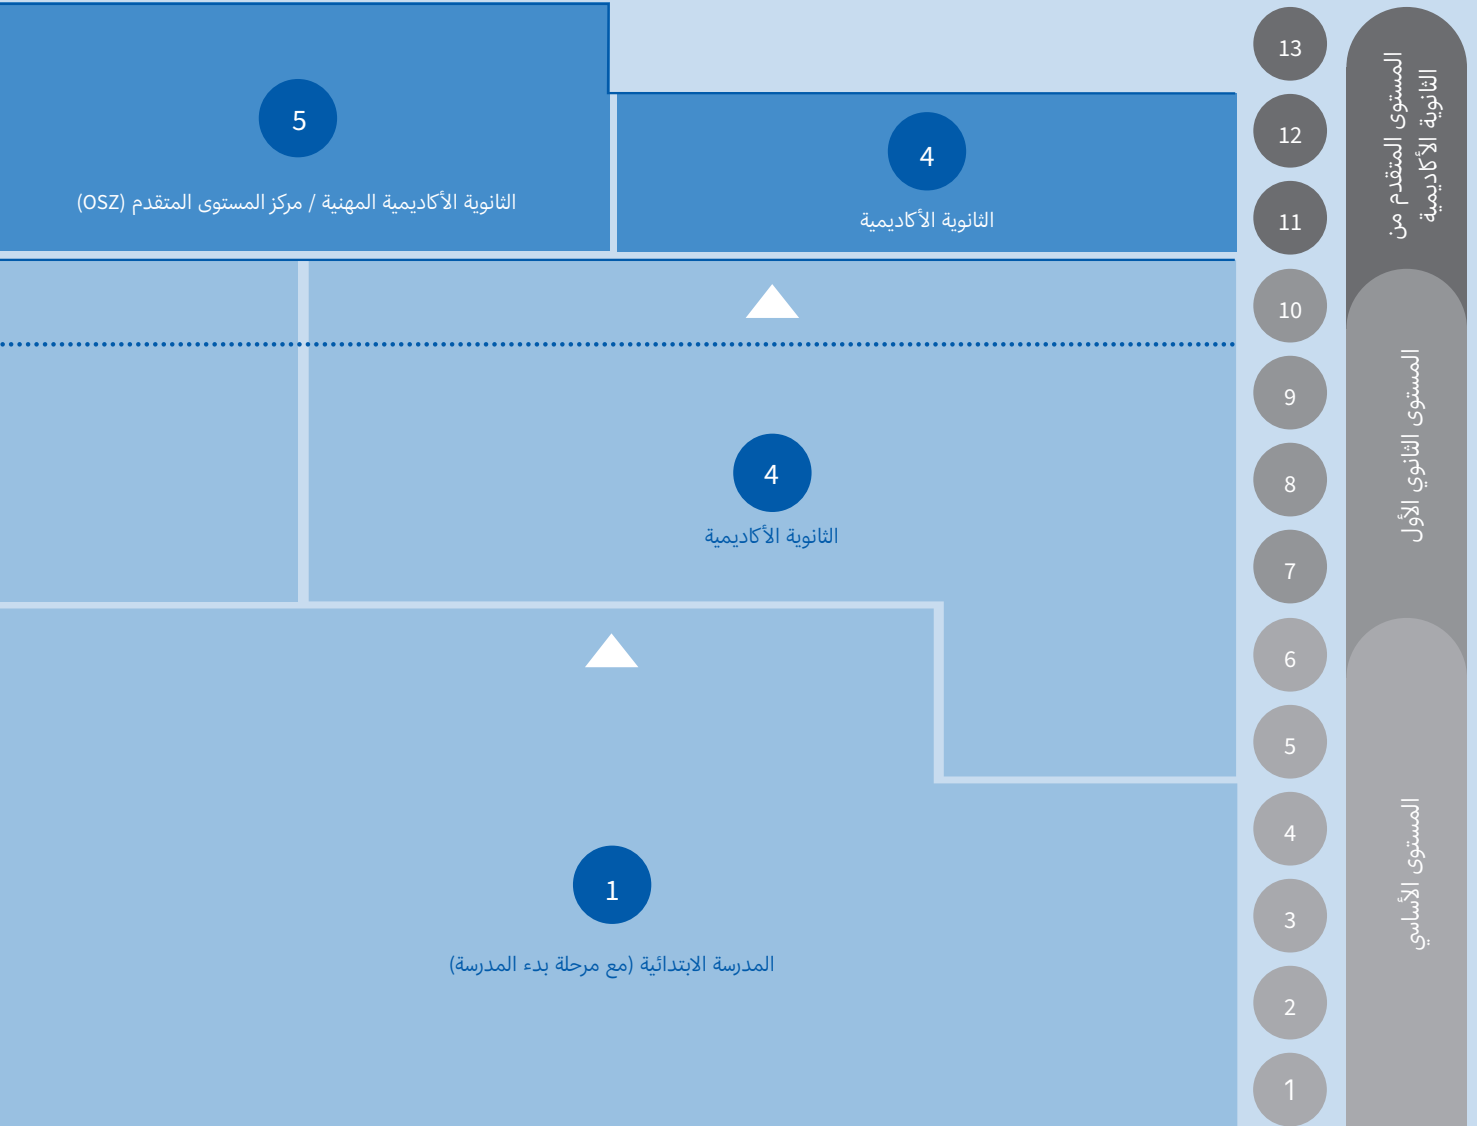 13
12
11
10
9
8
7
6
5
4
3
2
1
المستوى المتقدم من
الثانوية الأكاديمية
المستوى الثانوي الأول
المستوى الأساسي
4
الثانوية الأكاديمية
5
الثانوية الأكاديمية المهنية / مركز المستوى المتقدم (OSZ)
4
الثانوية الأكاديمية
1
المدرسة الابتدائية (مع مرحلة بدء المدرسة)